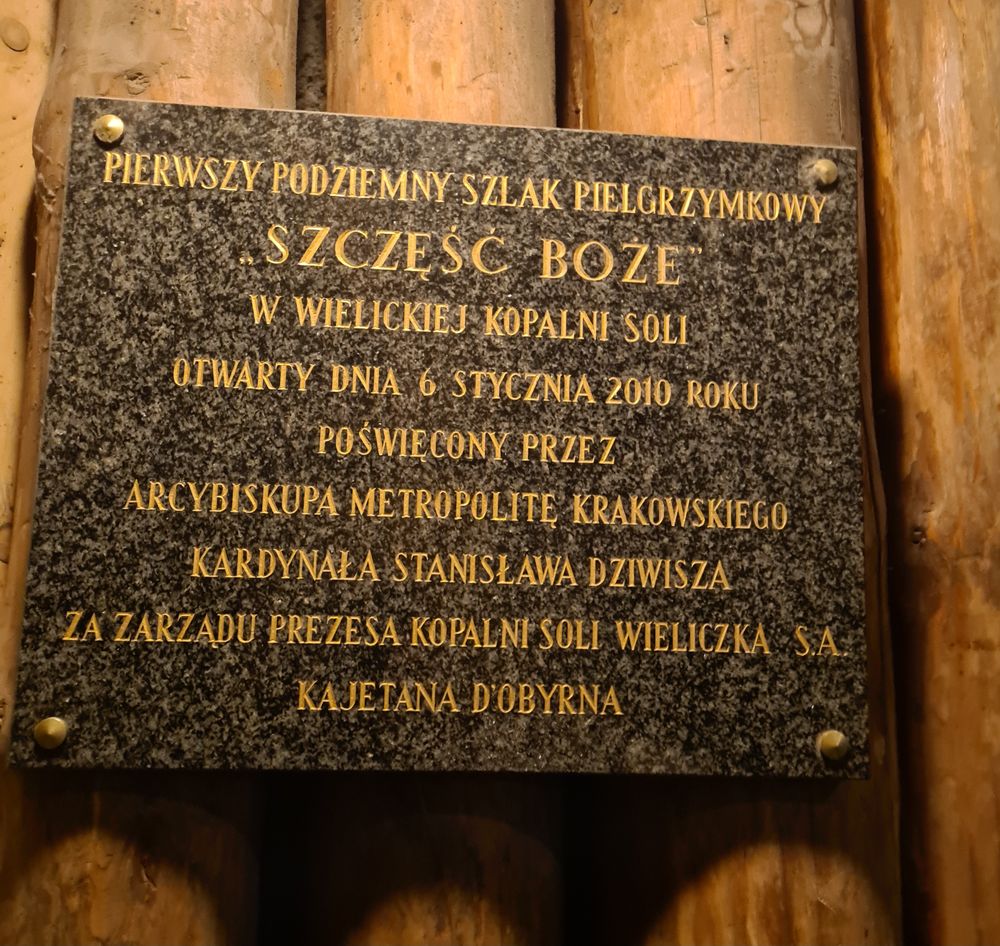 PIERWSZY PODZIEMNY SZLAK PIELGRZYMKOWY
„SZCZĘŚĆ BOŻE”
W WIELICKIEJ KOPALNI SOLI
OTWARTY DNIA 6 STYCZNIA 2010 ROKU
POŚWIĘCONY PRZEZ
ARCYBISKUPA METROPOLITĘ KRAKOWSKIEGO
KARDYNAŁA STANISŁAWA DZIWISZA
ZA ZARZĄDU PREZESA KOPALNI SOLI WIELICZKA S.A.
KAJETANA D'OBYRNA